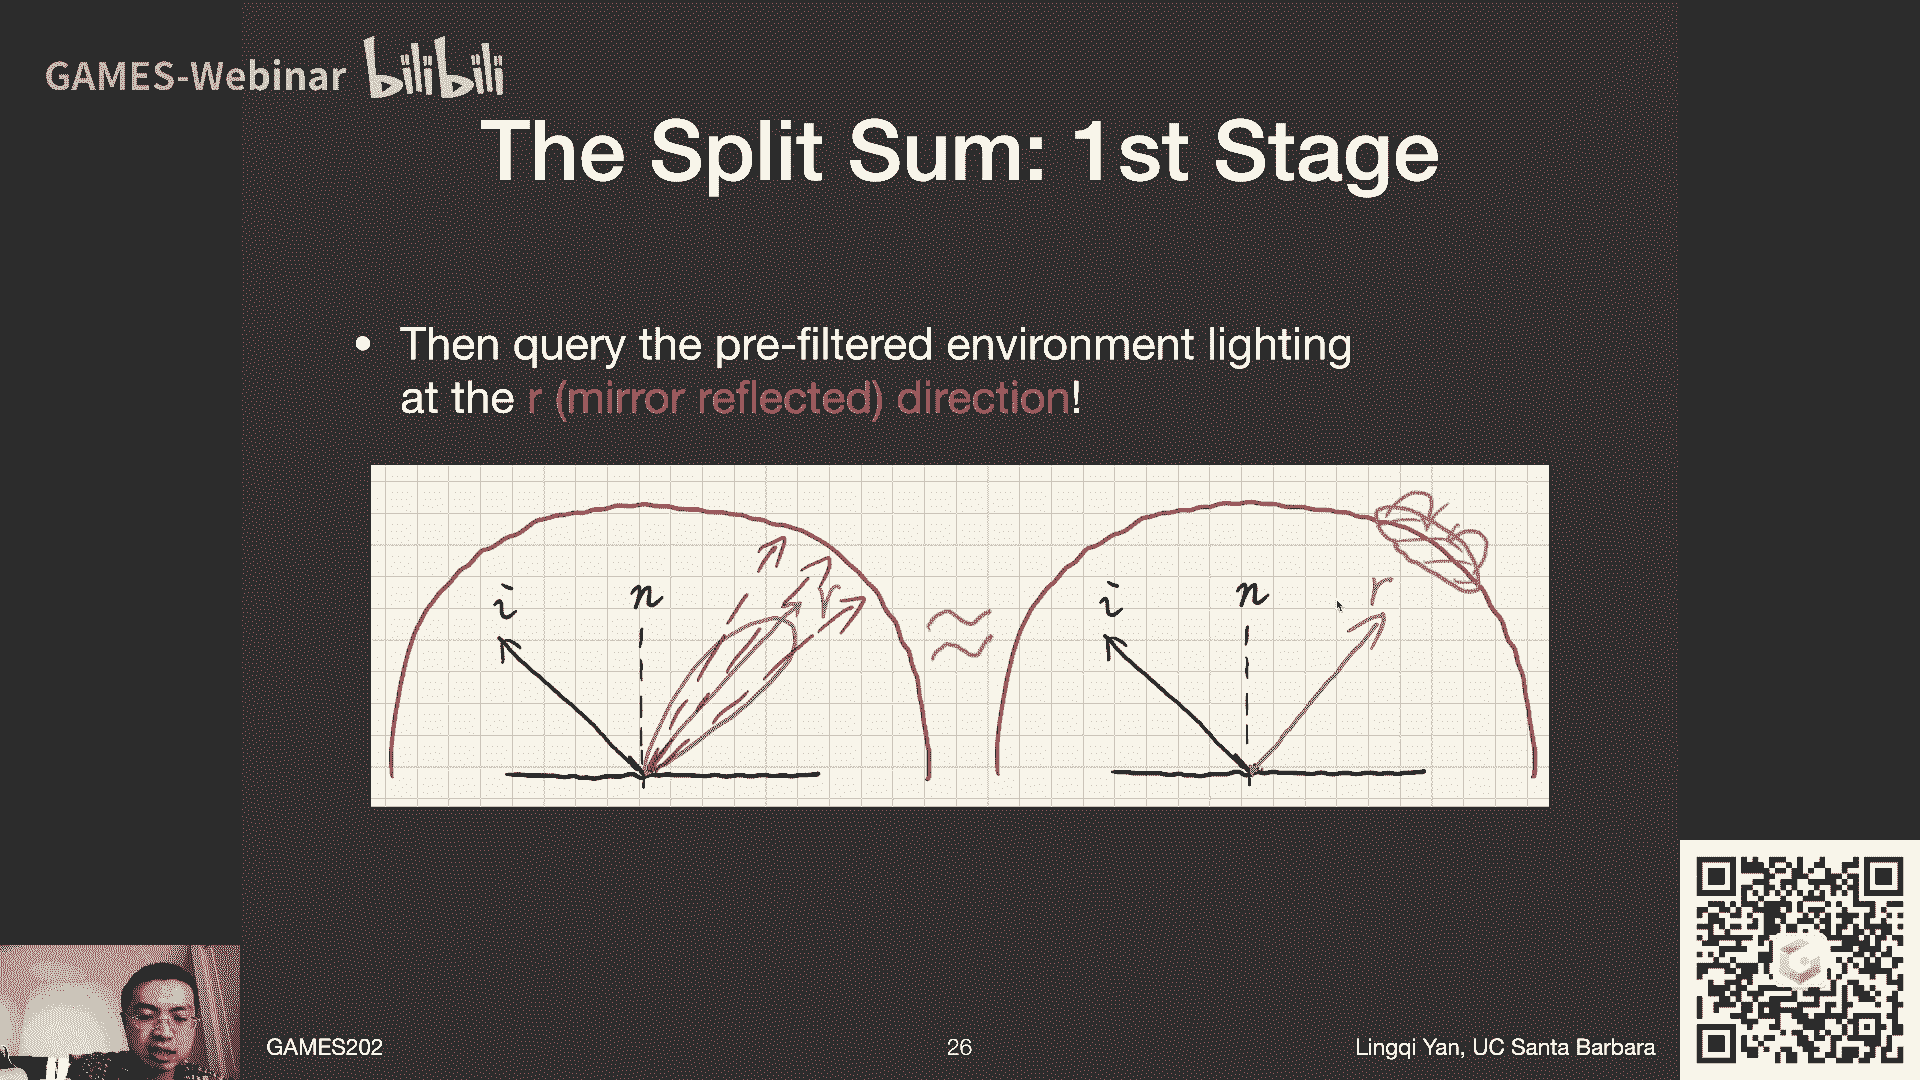 GAMES-Webinar bilibili
The Split Sum: 1st Stage
• Then query the pre-filtered environment lighting
at the r (mirror reflected) direction!
i n r ≈ i n r
GAMES202 26 Lingqi Yan, UC Santa Barbara